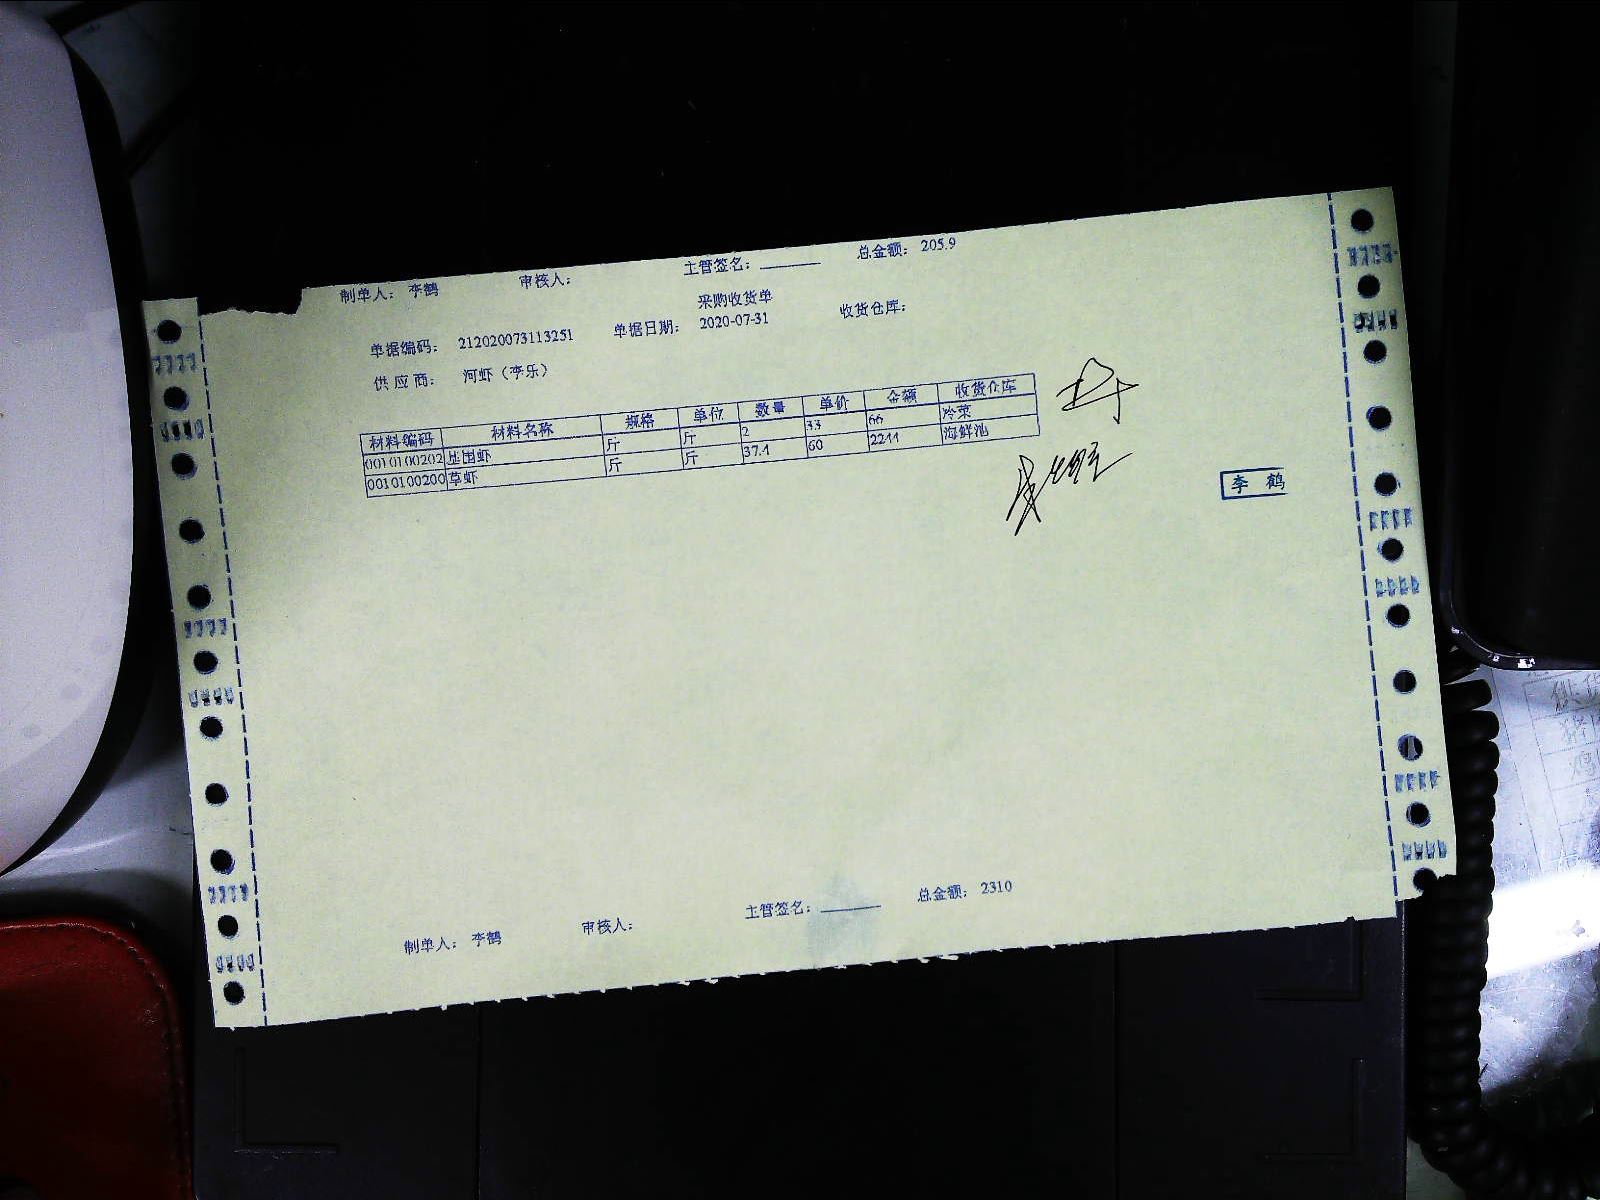 制单人： 李鹤 审核人： 主管签名： 总金额： 205.9
采购收货单
单据编码： 212020073113251 单据日期： 2020-07-31 收货仓库：
供应商： 河虾（李乐）
材料编码 材料名称 规格 单位 数量 单价 金额 收货仓库
0010100202 基围虾 斤 斤 2 33 66 冷菜
0010100200 草虾 斤 斤 37.4 60 2244 海鲜池
李鹤
制单人： 李鹤 审核人： 主管签名： 总金额： 2310